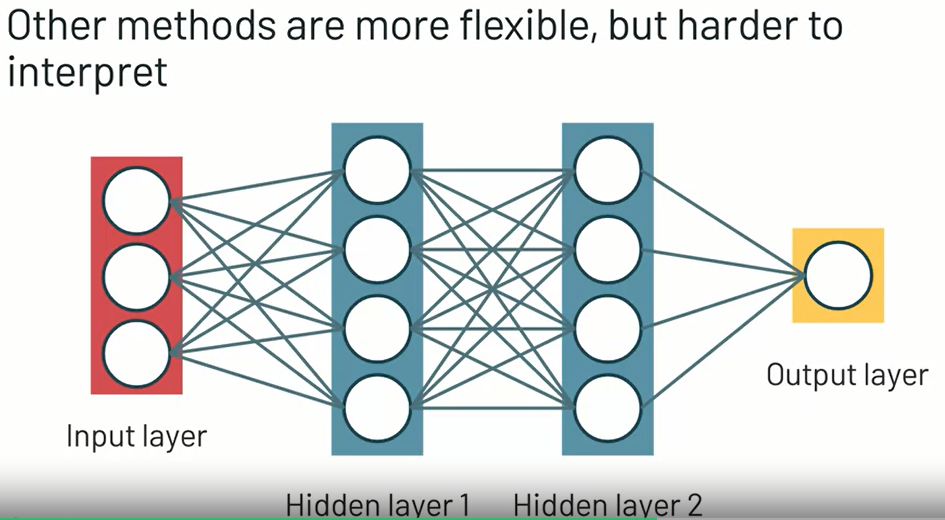 Other methods are more flexible, but harder to
interpret
Output layer
Input layer
Hidden layer 1
Hidden layer 2